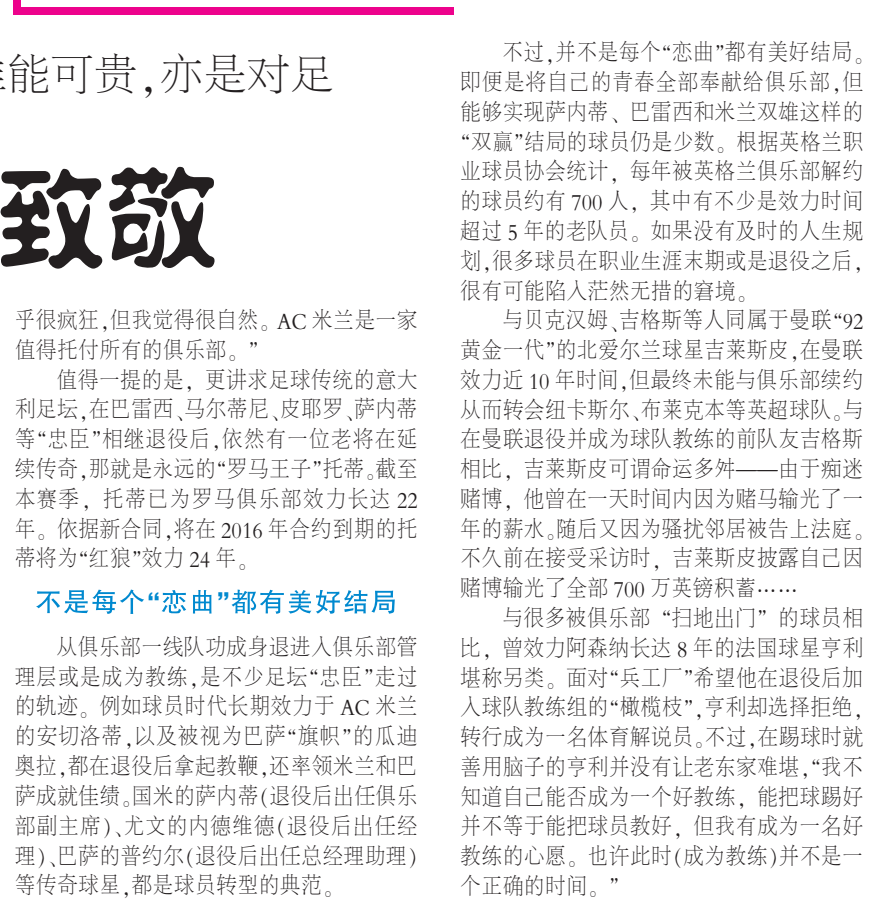 能可贵,亦是对足
致敬
乎很疯狂,但我觉得很自然。AC 米兰是一家
值得托付所有的俱乐部。”
值得一提的是，更讲求足球传统的意大
利足坛,在巴雷西、马尔蒂尼、皮耶罗、萨内蒂
等“忠臣”相继退役后,依然有一位老将在延
续传奇,那就是永远的“罗马王子”托蒂。截至
本赛季，托蒂已为罗马俱乐部效力长达 22
年。依据新合同,将在 2016 年合约到期的托
蒂将为“红狼”效力 24 年。
不是每个“恋曲”都有美好结局
从俱乐部一线队功成身退进入俱乐部管
理层或是成为教练,是不少足坛“忠臣”走过
的轨迹。例如球员时代长期效力于 AC 米兰
的安切洛蒂,以及被视为巴萨“旗帜”的瓜迪
奥拉,都在退役后拿起教鞭,还率领米兰和巴
萨成就佳绩。国米的萨内蒂(退役后出任俱乐
部副主席)、尤文的内德维德(退役后出任经
理)、巴萨的普约尔(退役后出任总经理助理)
等传奇球星,都是球员转型的典范。
不过,并不是每个“恋曲”都有美好结局。
即便是将自己的青春全部奉献给俱乐部,但
能够实现萨内蒂、巴雷西和米兰双雄这样的
“双赢”结局的球员仍是少数。根据英格兰职
业球员协会统计，每年被英格兰俱乐部解约
的球员约有 700 人，其中有不少是效力时间
超过 5 年的老队员。如果没有及时的人生规
划,很多球员在职业生涯末期或是退役之后，
很有可能陷入茫然无措的窘境。
与贝克汉姆、吉格斯等人同属于曼联“92
黄金一代”的北爱尔兰球星吉莱斯皮,在曼联
效力近 10 年时间,但最终未能与俱乐部续约
从而转会纽卡斯尔、布莱克本等英超球队。与
在曼联退役并成为球队教练的前队友吉格斯
相比，吉莱斯皮可谓命运多舛——由于痴迷
赌博，他曾在一天时间内因为赌马输光了一
年的薪水。随后又因为骚扰邻居被告上法庭。
不久前在接受采访时，吉莱斯皮披露自己因
赌博输光了全部 700 万英镑积蓄……
与很多被俱乐部“扫地出门”的球员相
比，曾效力阿森纳长达 8 年的法国球星亨利
堪称另类。面对“兵工厂”希望他在退役后加
入球队教练组的“橄榄枝”,亨利却选择拒绝，
转行成为一名体育解说员。不过,在踢球时就
善用脑子的亨利并没有让老东家难堪,“我不
知道自己能否成为一个好教练，能把球踢好
并不等于能把球员教好，但我有成为一名好
教练的心愿。也许此时(成为教练)并不是一
个正确的时间。”